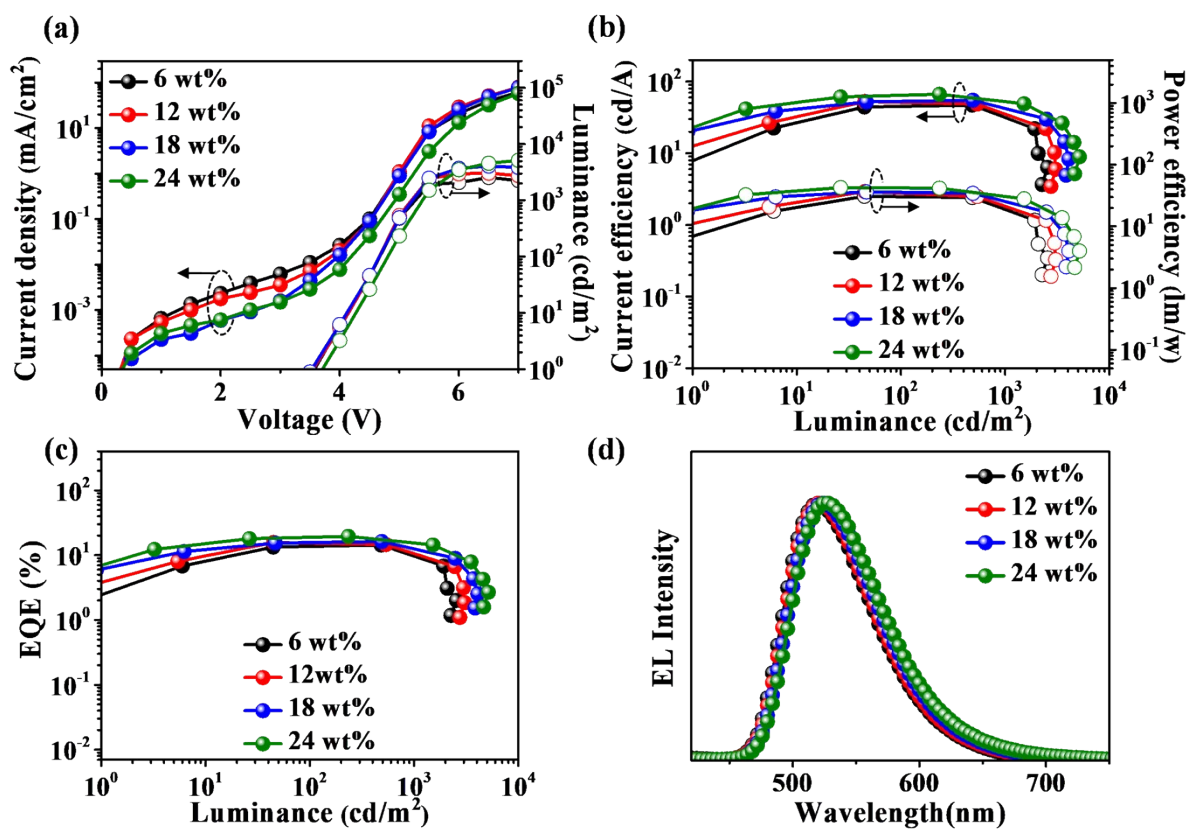 (a)
6 wt%
12 wt%
18 wt%
24 wt%
Current density (mA/cm²)
10¹
10⁻¹
10⁻³
Luminance (cd/m²)
10⁵
10⁴
10³
10²
10¹
10⁰
0 2 4 6
Voltage (V)
(b)
Current efficiency (cd/A)
10²
10¹
10⁰
10⁻¹
10⁻²
Power efficiency (lm/w)
10³
10²
10¹
10⁰
10⁻¹
6 wt%
12 wt%
18 wt%
24 wt%
10⁰ 10¹ 10² 10³ 10⁴
Luminance (cd/m²)
(c)
EQE (%)
10²
10¹
10⁰
10⁻¹
10⁻²
6 wt%
12wt%
18 wt%
24 wt%
10⁰ 10¹ 10² 10³ 10⁴
Luminance (cd/m²)
(d)
6 wt%
12 wt%
18 wt%
24 wt%
EL Intensity
500 600 700
Wavelength(nm)